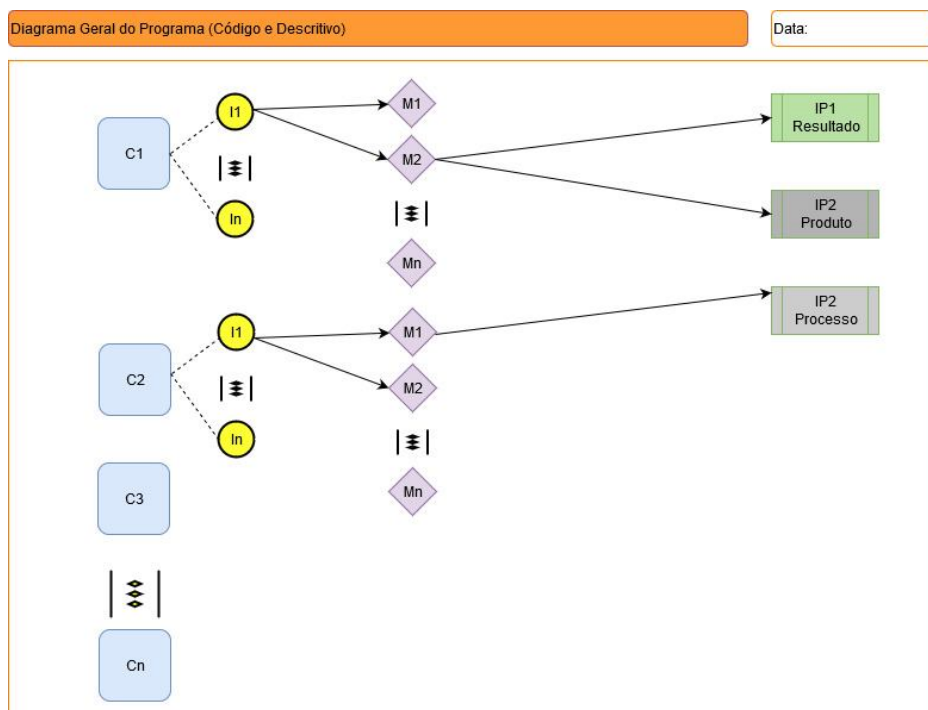 Diagrama Geral do Programa (Código e Descritivo)
Data:
C1
I1
In
M1
M2
Mn
IP1
Resultado
IP2
Produto
C2
I1
In
M1
M2
Mn
IP2
Processo
C3
Cn